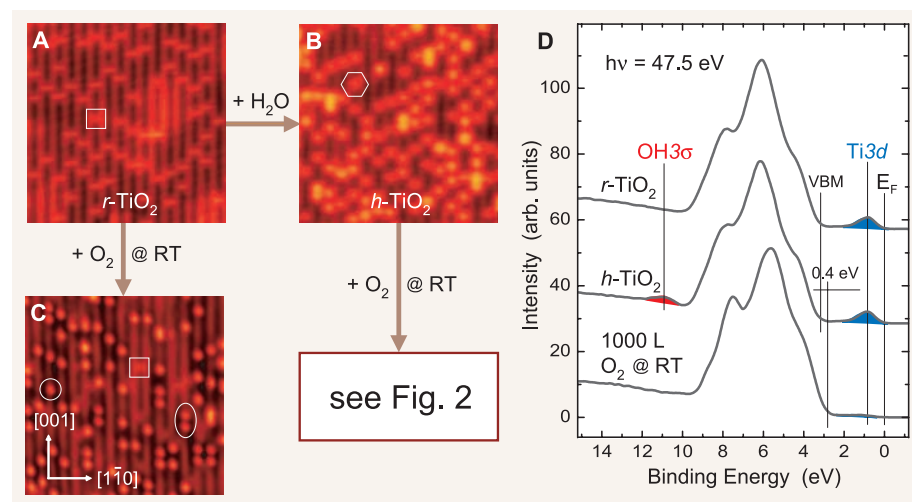 A
r-TiO₂
+ H₂O
B
h-TiO₂
+ O₂ @ RT
+ O₂ @ RT
C
[001]
[11̄0]
see Fig. 2
D
hν = 47.5 eV
OH3σ
Ti3d
VBM
E_F
r-TiO₂
0.4 eV
h-TiO₂
1000 L
O₂ @ RT
Intensity (arb. units)
100
80
60
40
20
0
14 12 10 8 6 4 2 0
Binding Energy (eV)